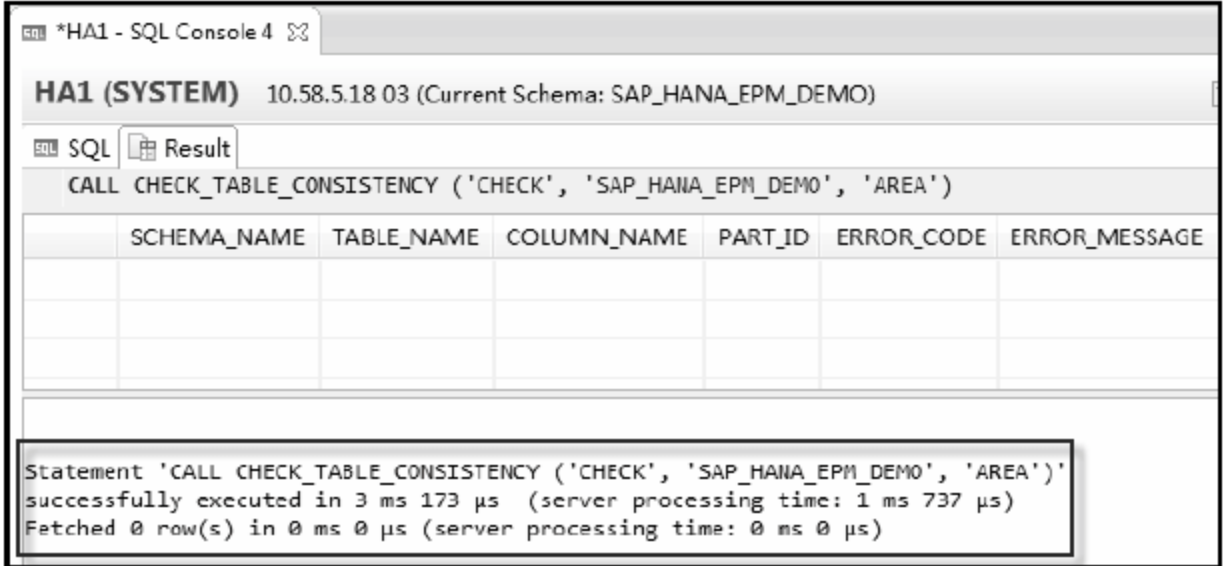 *HA1 - SQL Console 4
HA1 (SYSTEM) 10.58.5.18 03 (Current Schema: SAP_HANA_EPM_DEMO)
SQL Result
CALL CHECK_TABLE_CONSISTENCY ('CHECK', 'SAP_HANA_EPM_DEMO', 'AREA')
SCHEMA_NAME TABLE_NAME COLUMN_NAME PART_ID ERROR_CODE ERROR_MESSAGE
Statement 'CALL CHECK_TABLE_CONSISTENCY ('CHECK', 'SAP_HANA_EPM_DEMO', 'AREA')'
successfully executed in 3 ms 173 µs (server processing time: 1 ms 737 µs)
Fetched 0 row(s) in 0 ms 0 µs (server processing time: 0 ms 0 µs)